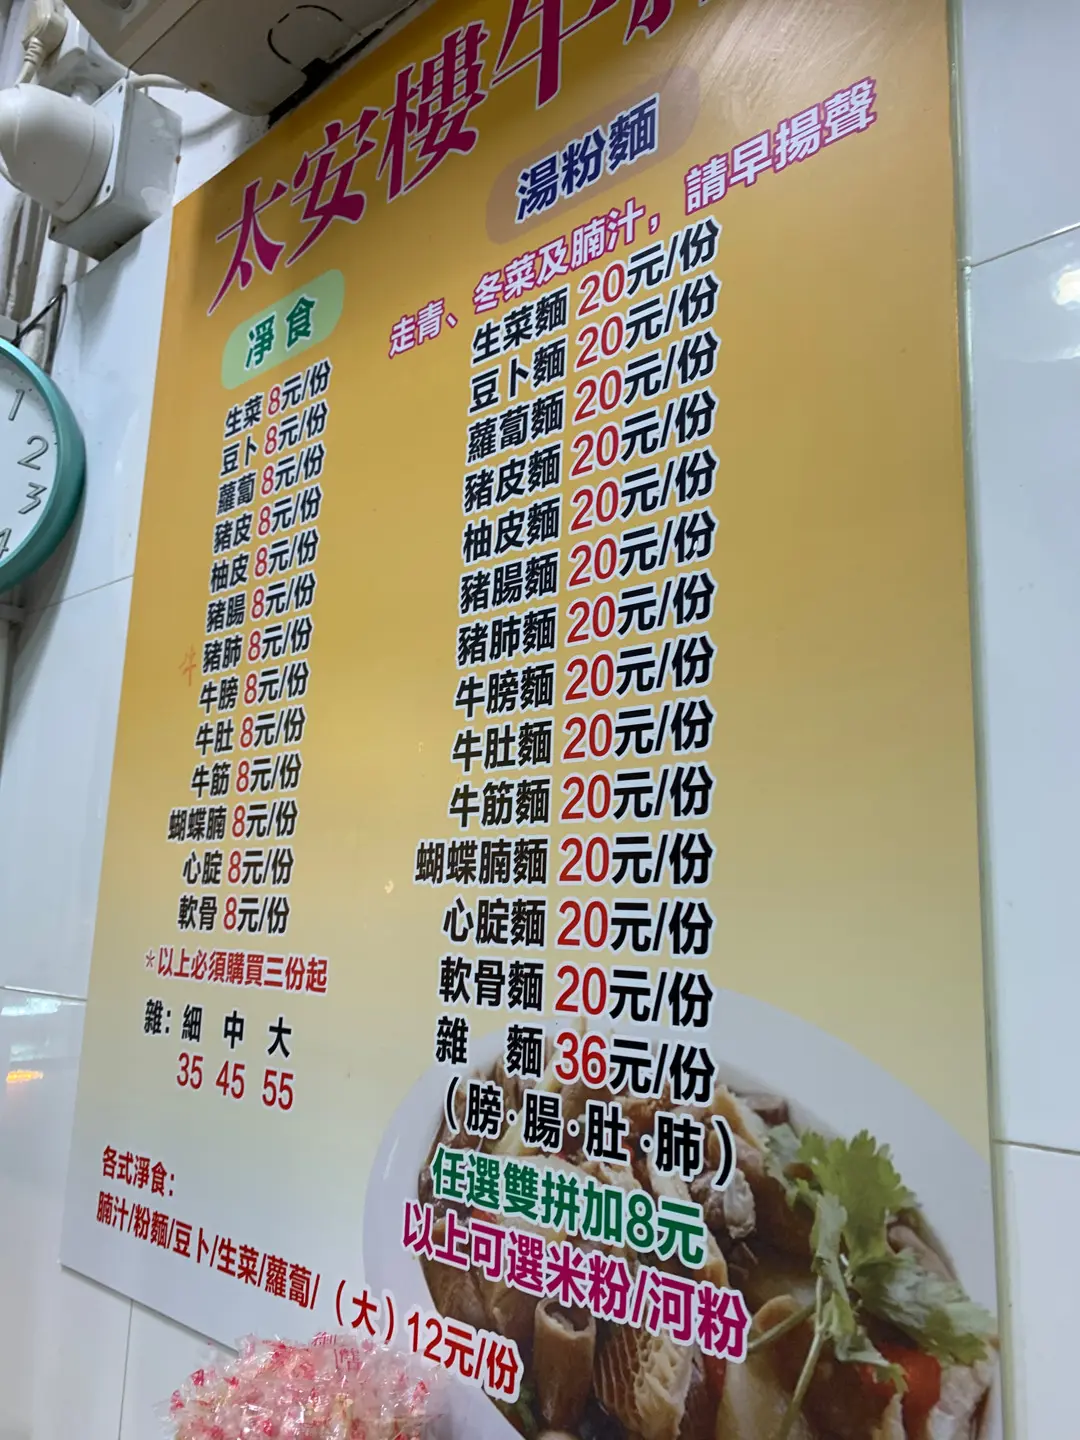 太安樓牛
湯粉麵
走青、冬菜及腩汁，請早揚聲
淨食
生菜 8元/份
豆卜 8元/份
蘿蔔 8元/份
豬皮 8元/份
柚皮 8元/份
豬腸 8元/份
豬肺 8元/份
牛
牛膀 8元/份
牛肚 8元/份
牛筋 8元/份
蝴蝶腩 8元/份
心腚 8元/份
軟骨 8元/份
*以上必須購買三份起
雜：細 中 大
35 45 55
生菜麵 20元/份
豆卜麵 20元/份
蘿蔔麵 20元/份
豬皮麵 20元/份
柚皮麵 20元/份
豬腸麵 20元/份
豬肺麵 20元/份
牛膀麵 20元/份
牛肚麵 20元/份
牛筋麵 20元/份
蝴蝶腩麵 20元/份
心腚麵 20元/份
軟骨麵 20元/份
雜 麵 36元/份
（膀·腸·肚·肺）
任選雙拼加8元
以上可選米粉/河粉
各式淨食：
腩汁/粉麵/豆卜/生菜/蘿蔔/（大）12元/份
1
2
3
4